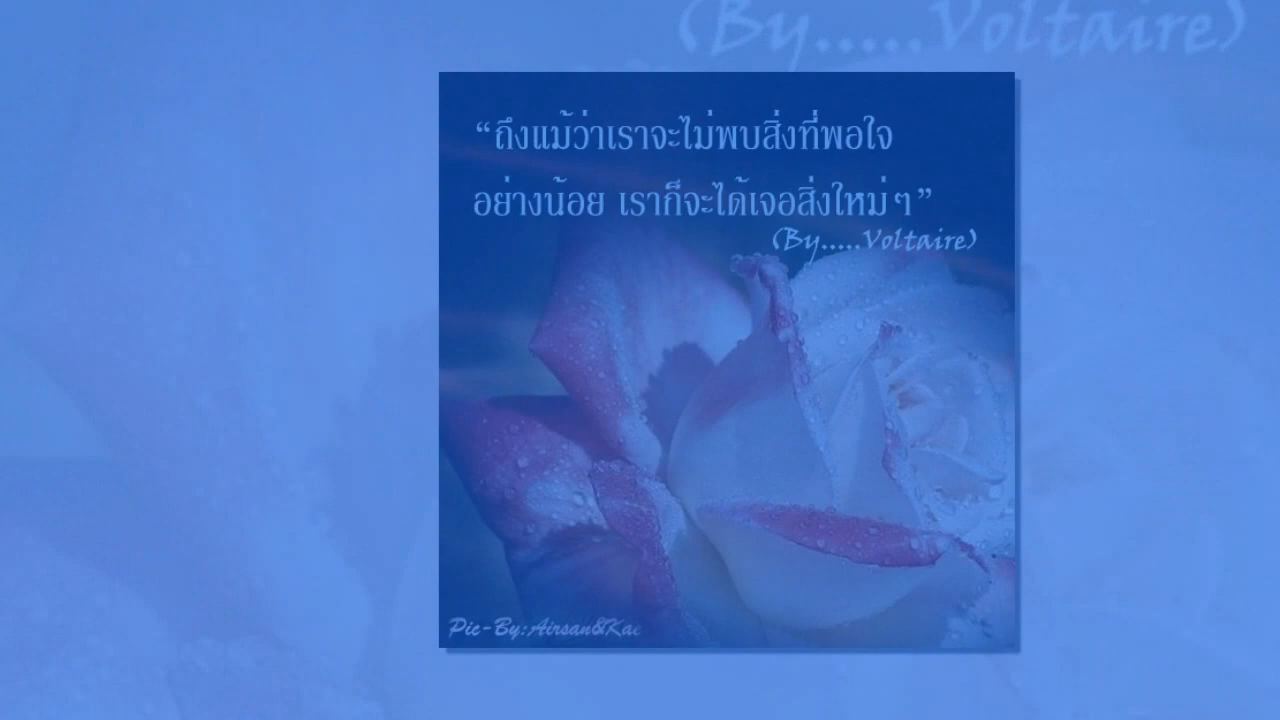 (By.....Voltaire)
“ถึงแม้ว่าเราจะไม่พบสิ่งที่พอใจ
อย่างน้อย เราก็จะได้เจอสิ่งใหม่ๆ”
(By.....Voltaire)
Pic-By:Airsan&Kae